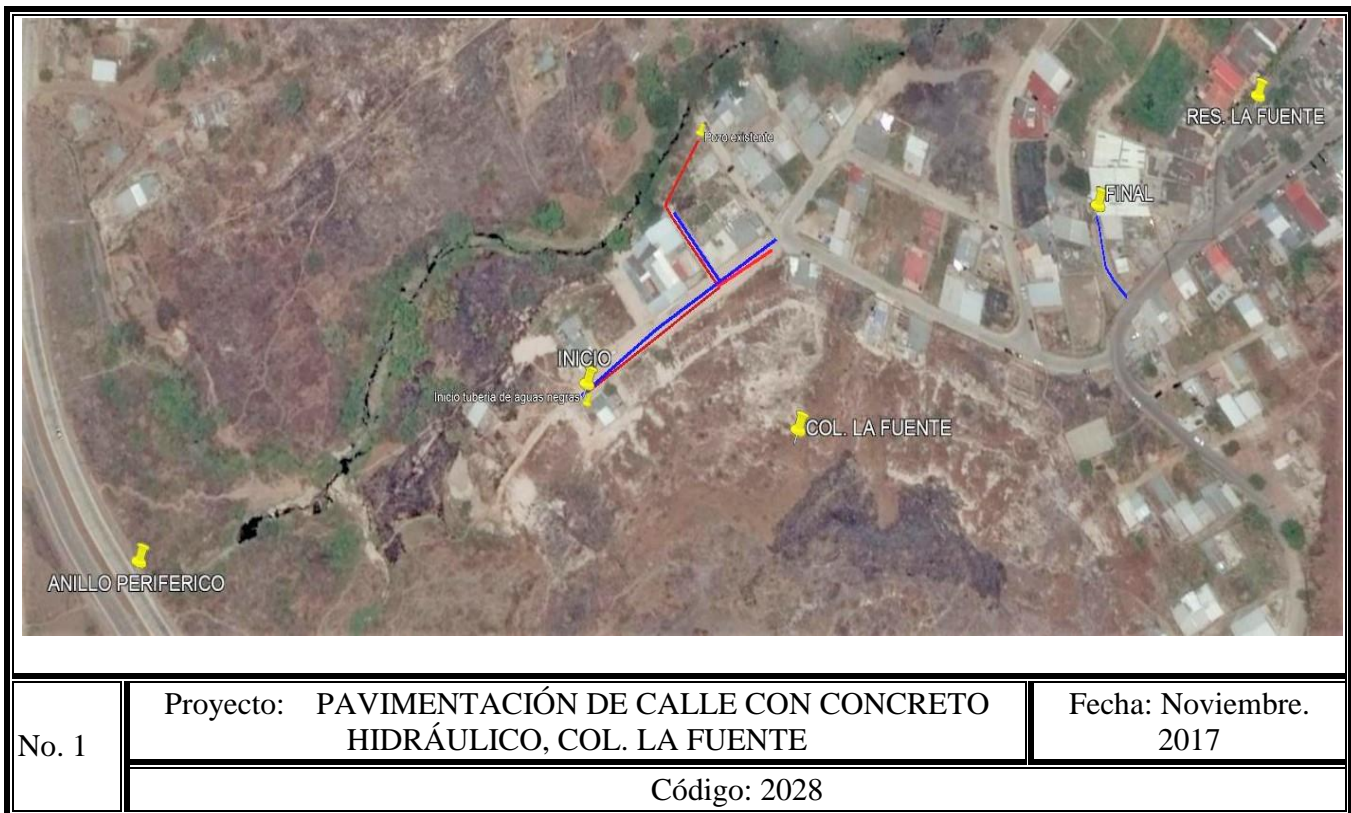 RES. LA FUENTE
Pozo existente
FINAL
INICIO
Inicio tuberia de aguas negras
COL. LA FUENTE
ANILLO PERIFERICO
No. 1
Proyecto: PAVIMENTACIÓN DE CALLE CON CONCRETO
HIDRÁULICO, COL. LA FUENTE
Fecha: Noviembre.
2017
Código: 2028